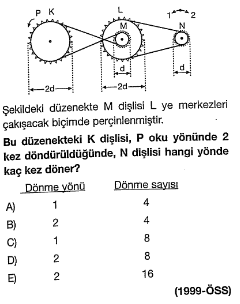 P K L 1 2
M N
d d
2d 2d
Şekildeki düzenekte M dişlisi L ye merkezleri
çakışacak biçimde perçinlenmiştir.
Bu düzenekteki K dişlisi, P oku yönünde 2
kez döndürüldüğünde, N dişlisi hangi yönde
kaç kez döner?
Dönme yönü Dönme sayısı
A) 1 4
B) 2 4
C) 1 8
D) 2 8
E) 2 16
(1999-ÖSS)